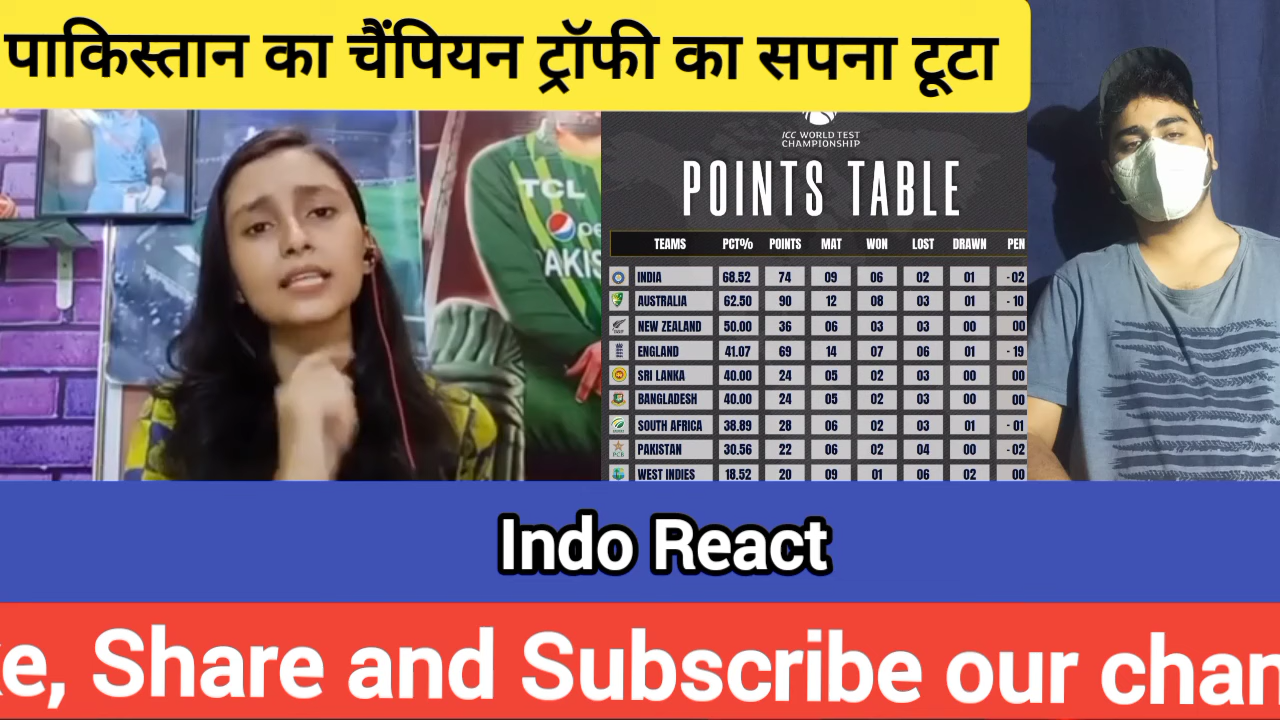 पाकिस्तान का चैंपियन ट्रॉफी का सपना टूटा
TCL
pe
AKIS
ICC WORLD TEST
CHAMPIONSHIP
POINTS TABLE
TEAMS PCT% POINTS MAT WON LOST DRAWN PEN
INDIA 68.52 74 09 06 02 01 - 02
AUSTRALIA 62.50 90 12 08 03 01 - 10
NEW ZEALAND 50.00 36 06 03 03 00 00
ENGLAND 41.07 69 14 07 06 01 - 19
SRI LANKA 40.00 24 05 02 03 00 00
BANGLADESH 40.00 24 05 02 03 00 00
SOUTH AFRICA 38.89 28 06 02 03 01 - 01
PCB PAKISTAN 30.56 22 06 02 04 00 - 02
WEST INDIES 18.52 20 09 01 06 02 00
Indo React
e, Share and Subscribe our chan